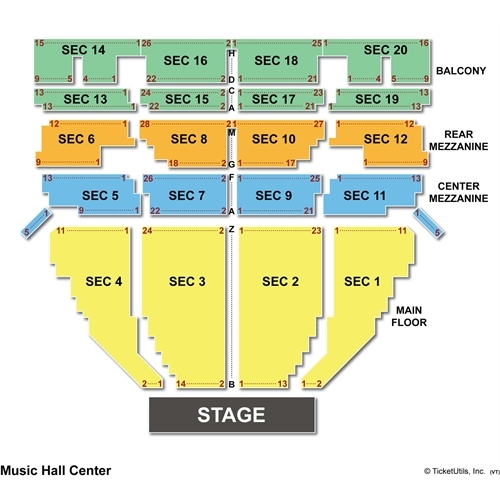 15 1 26 2 H 1 25 1 16
SEC 14 SEC 16 SEC 18 SEC 20
BALCONY
9 5 4 1 22 2 D 1 21 1 4 5 9
C
13 1 24 2 1 23 1 13
SEC 13 SEC 15 SEC 17 SEC 19
22 2 A 1 21
12 1 28 2 M 1 27 1 12
SEC 6 SEC 8 SEC 10 SEC 12
REAR
MEZZANINE
9 1 18 2 G 1 17 1 9
13 1 26 2 F 1 25 1 13
SEC 5 SEC 7 SEC 9 SEC 11
CENTER
MEZZANINE
9 1 22 2 A 1 21 1 9
5 2 1 5
Z
11 1 24 2 1 23 1 11
SEC 4 SEC 3 SEC 2 SEC 1
MAIN
FLOOR
2 1 14 2 B 1 13 1 2
STAGE
Music Hall Center
© TicketUtils, Inc. (VT)